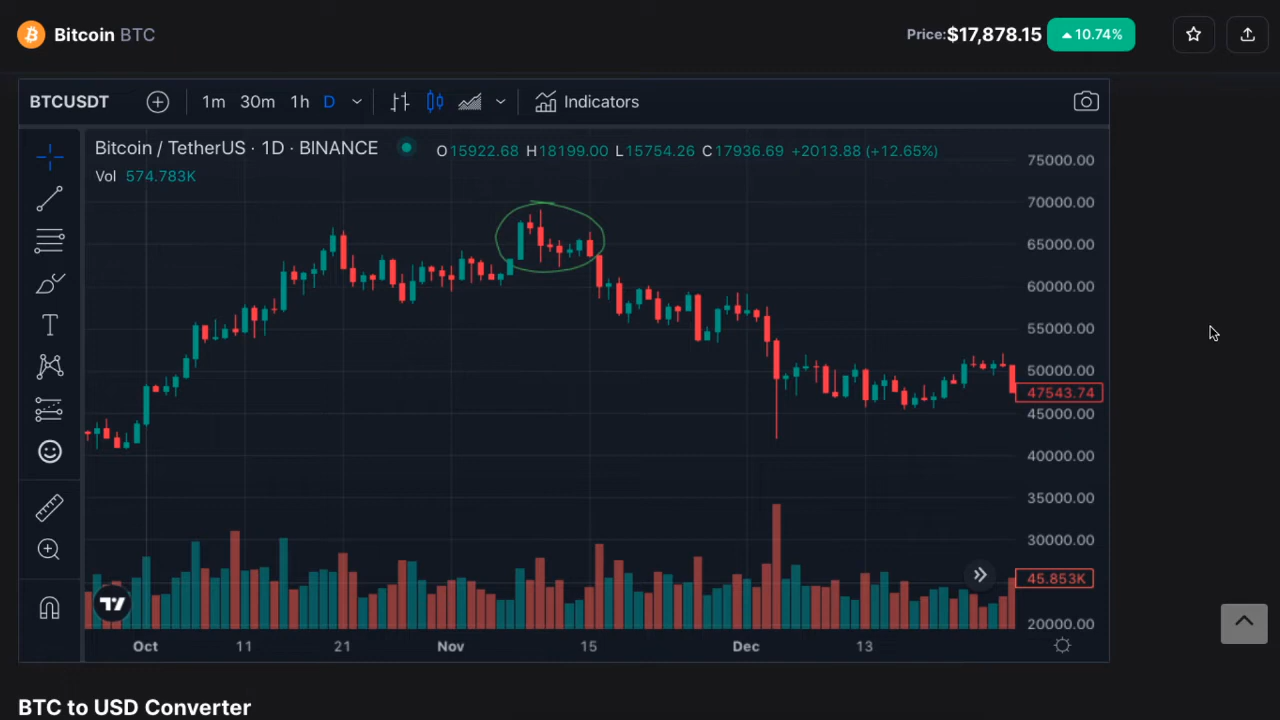 Bitcoin BTC Price:$17,878.15 10.74%
BTCUSDT 1m 30m 1h D Indicators
Bitcoin / TetherUS · 1D · BINANCE O15922.68 H18199.00 L15754.26 C17936.69 +2013.88 (+12.65%)
Vol 574.783K
75000.00
70000.00
65000.00
60000.00
55000.00
50000.00
47543.74
45000.00
40000.00
35000.00
30000.00
45.853K
20000.00
Oct 11 21 Nov 15 Dec 13
BTC to USD Converter